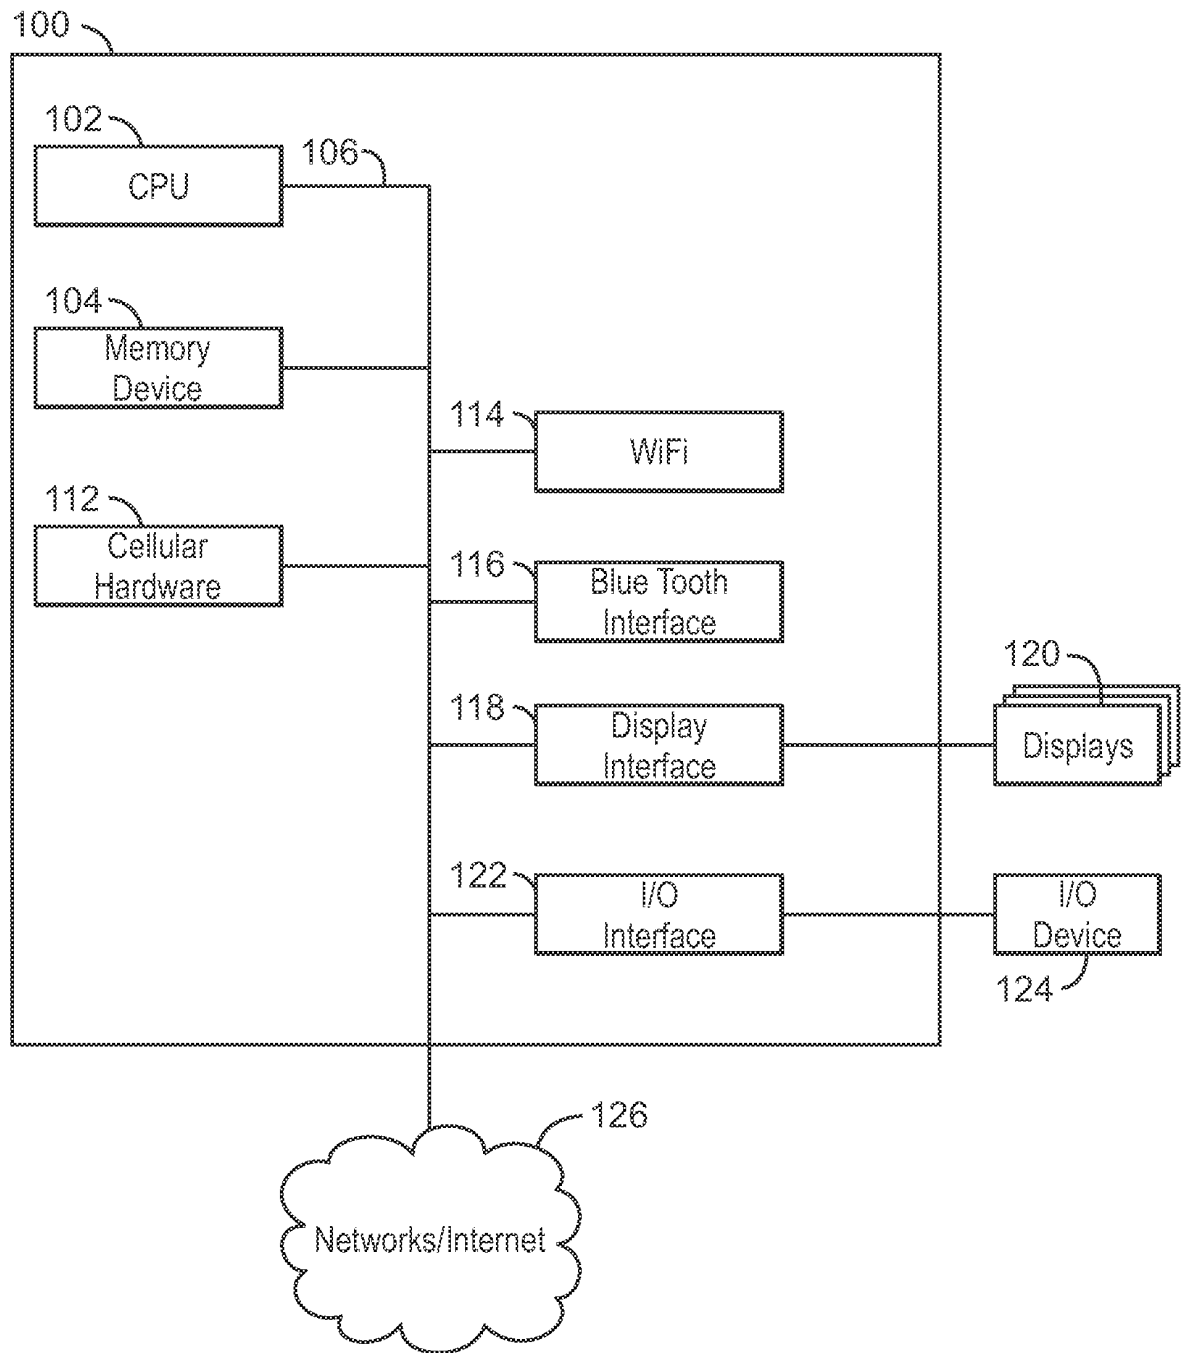 100
102
CPU
106
104
Memory
Device
114
WiFi
112
Cellular
Hardware
116
Blue Tooth
Interface
120
118
Display
Interface
Displays
122
I/O
Interface
I/O
Device
124
126
Networks/Internet